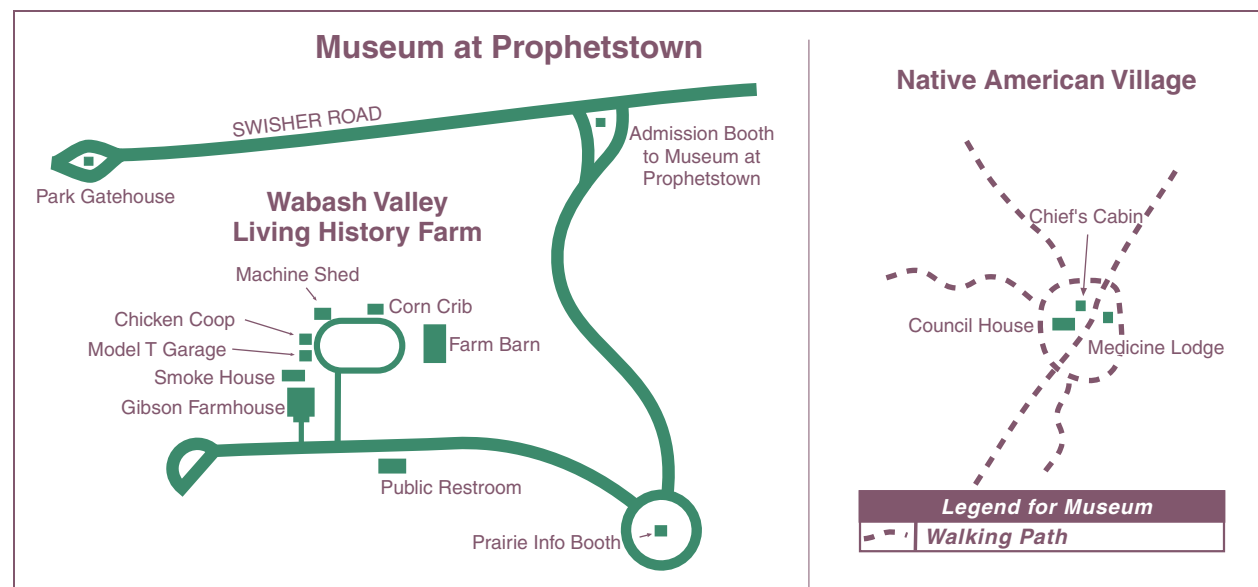 Museum at Prophetstown
SWISHER ROAD
Admission Booth
to Museum at
Prophetstown
Park Gatehouse
Wabash Valley
Living History Farm
Machine Shed
Corn Crib
Chicken Coop
Model T Garage
Farm Barn
Smoke House
Gibson Farmhouse
Public Restroom
Prairie Info Booth
Native American Village
Chief's Cabin
Council House
Medicine Lodge
Legend for Museum
Walking Path